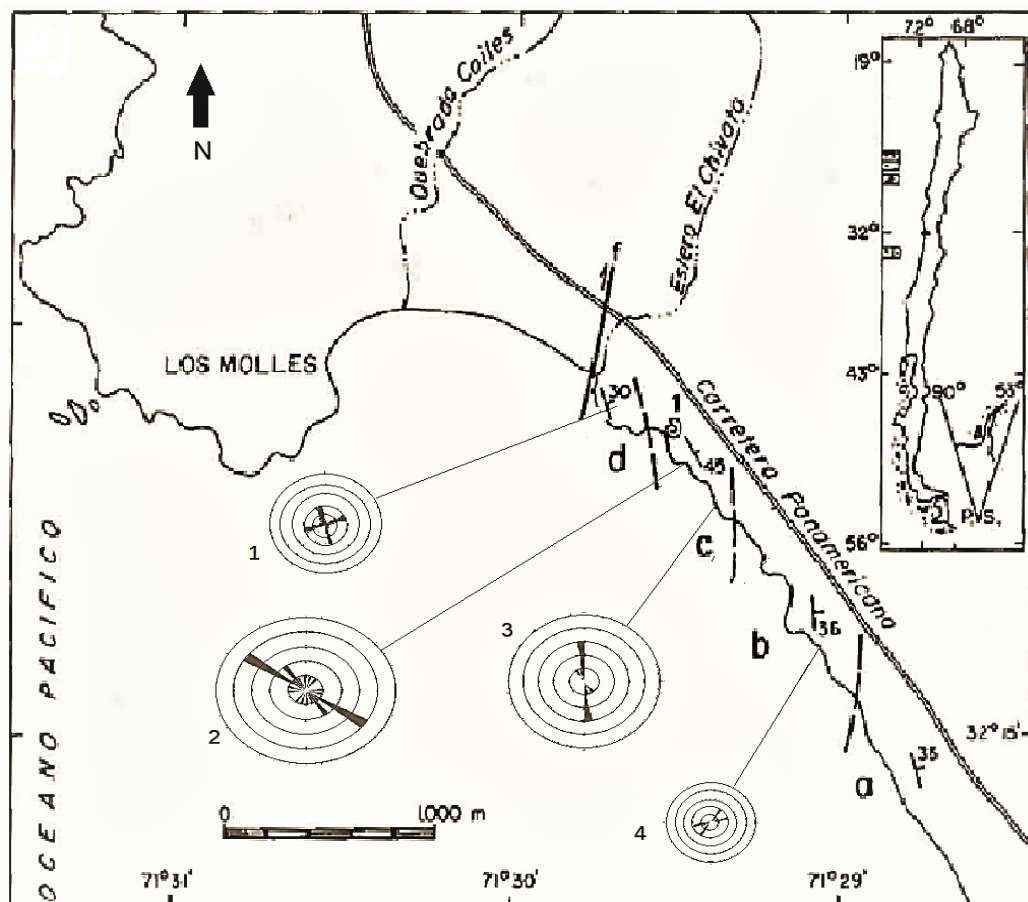 72° 68°
19°
N
Quebrada Coiles
Estero El Chivato
32°
f
LOS MOLLES
43°
90° 53°
30
1
Carretera Panamericana
d
45
P.S.
56°
1
c
OCEANO PACIFICO
3
36
b
2
32°15'
35
a
0 1000 m
4
71°31' 71°30' 71°29'